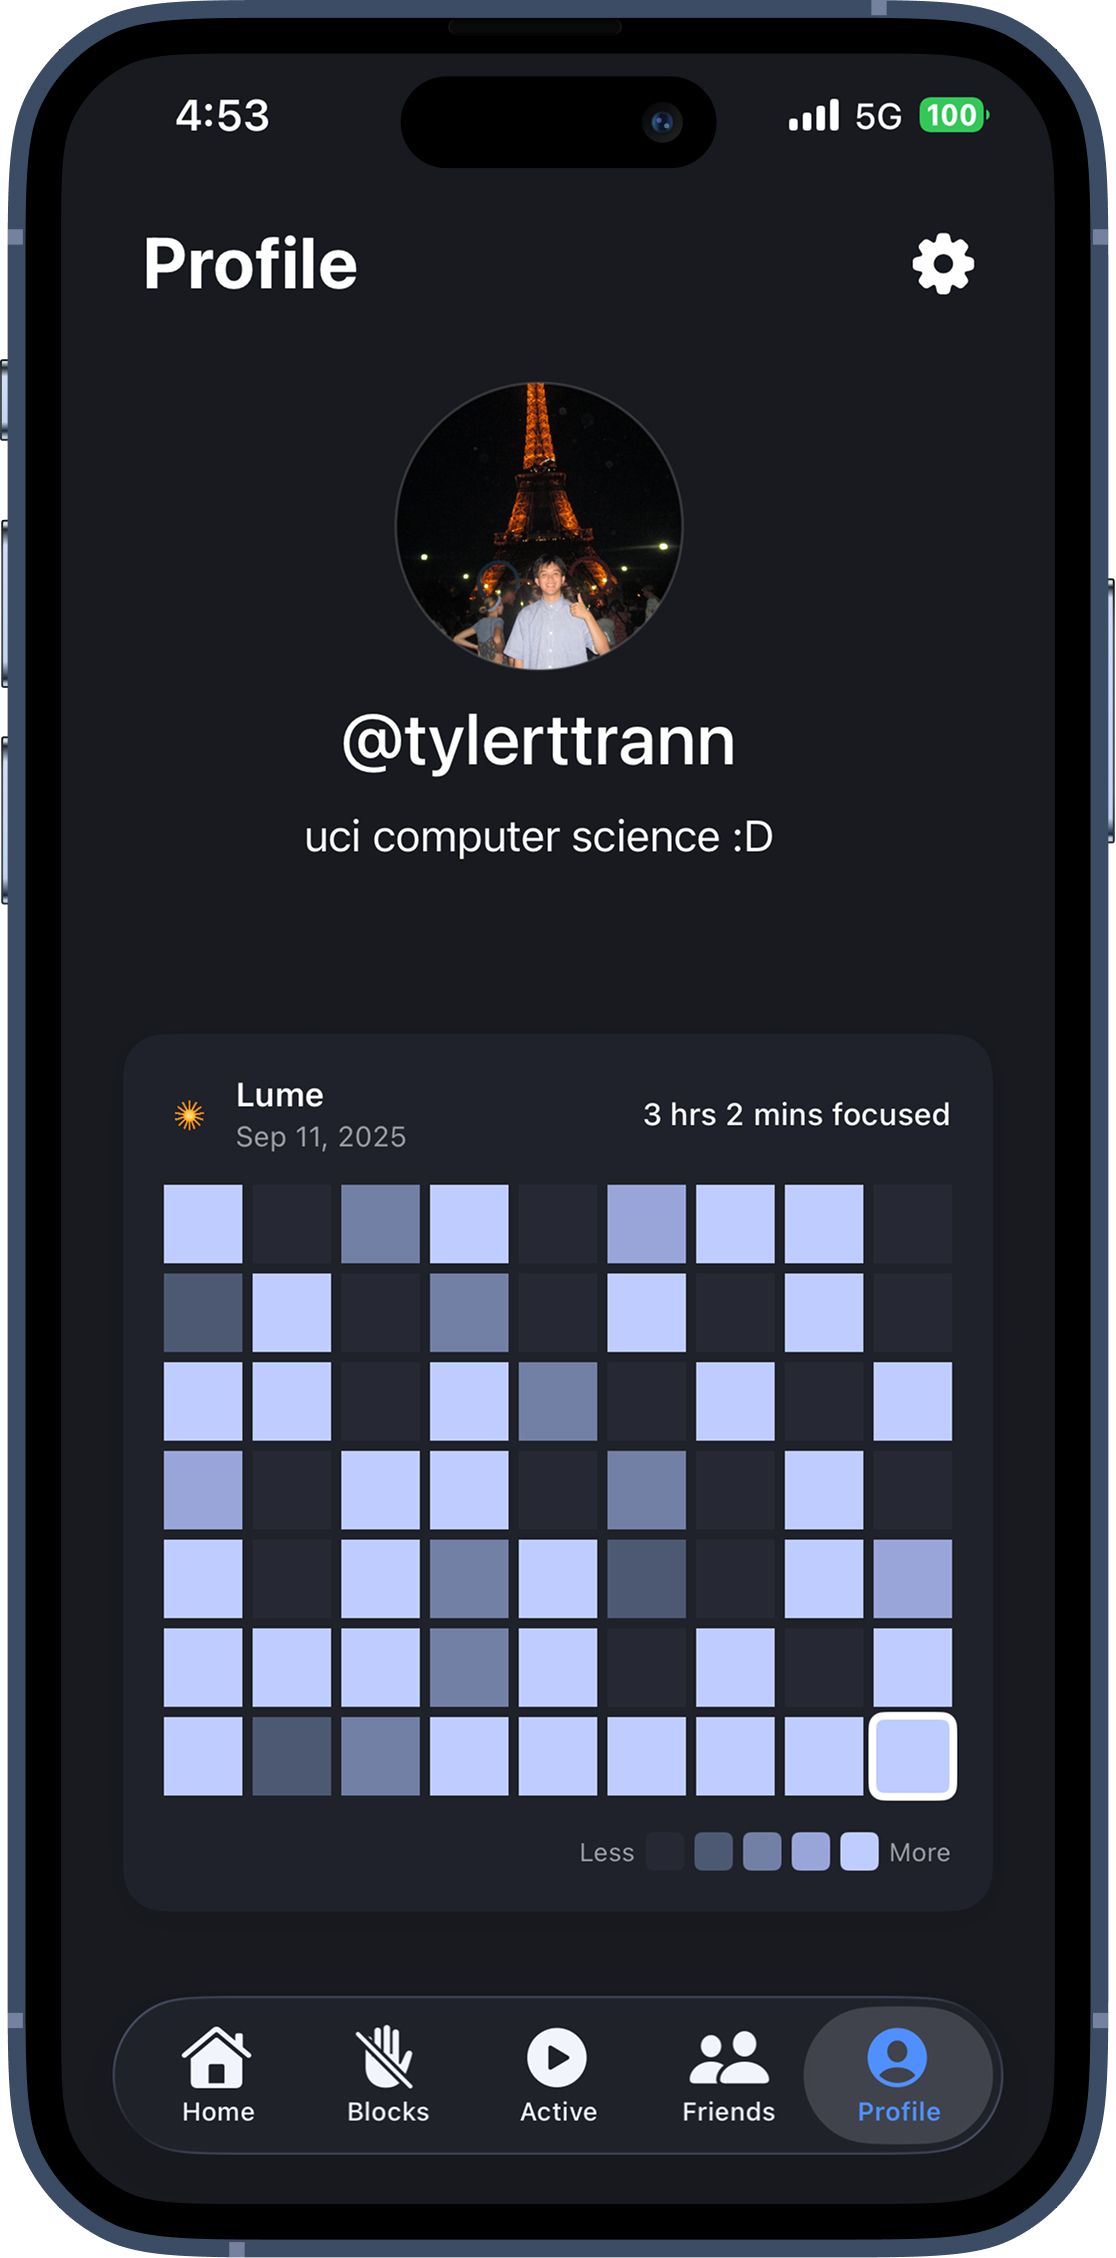 4:53 5G 100
Profile
@tylerttrann
uci computer science :D
Lume
Sep 11, 2025
3 hrs 2 mins focused
Less More
Home Blocks Active Friends Profile